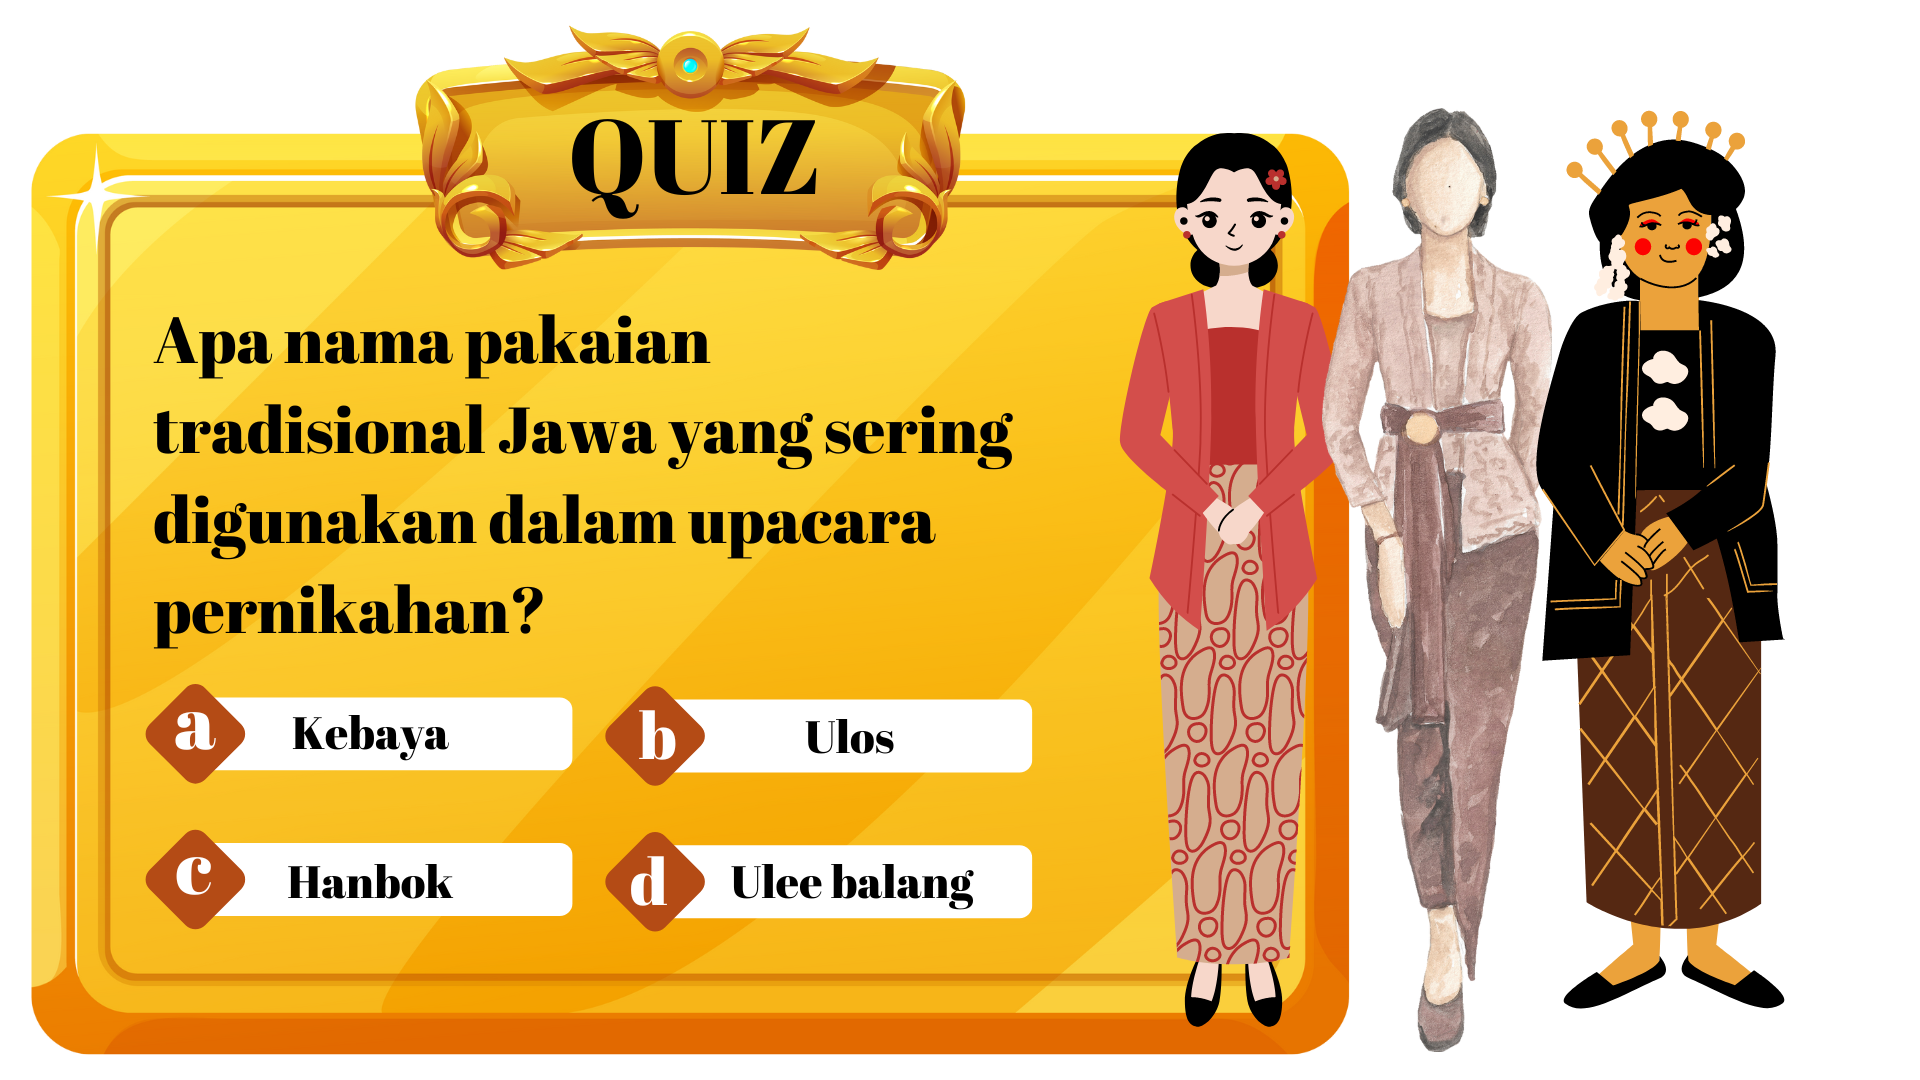 QUIZ
Apa nama pakaian
tradisional Jawa yang sering
digunakan dalam upacara
pernikahan?
a Kebaya
b Ulos
c Hanbok
d Ulee balang